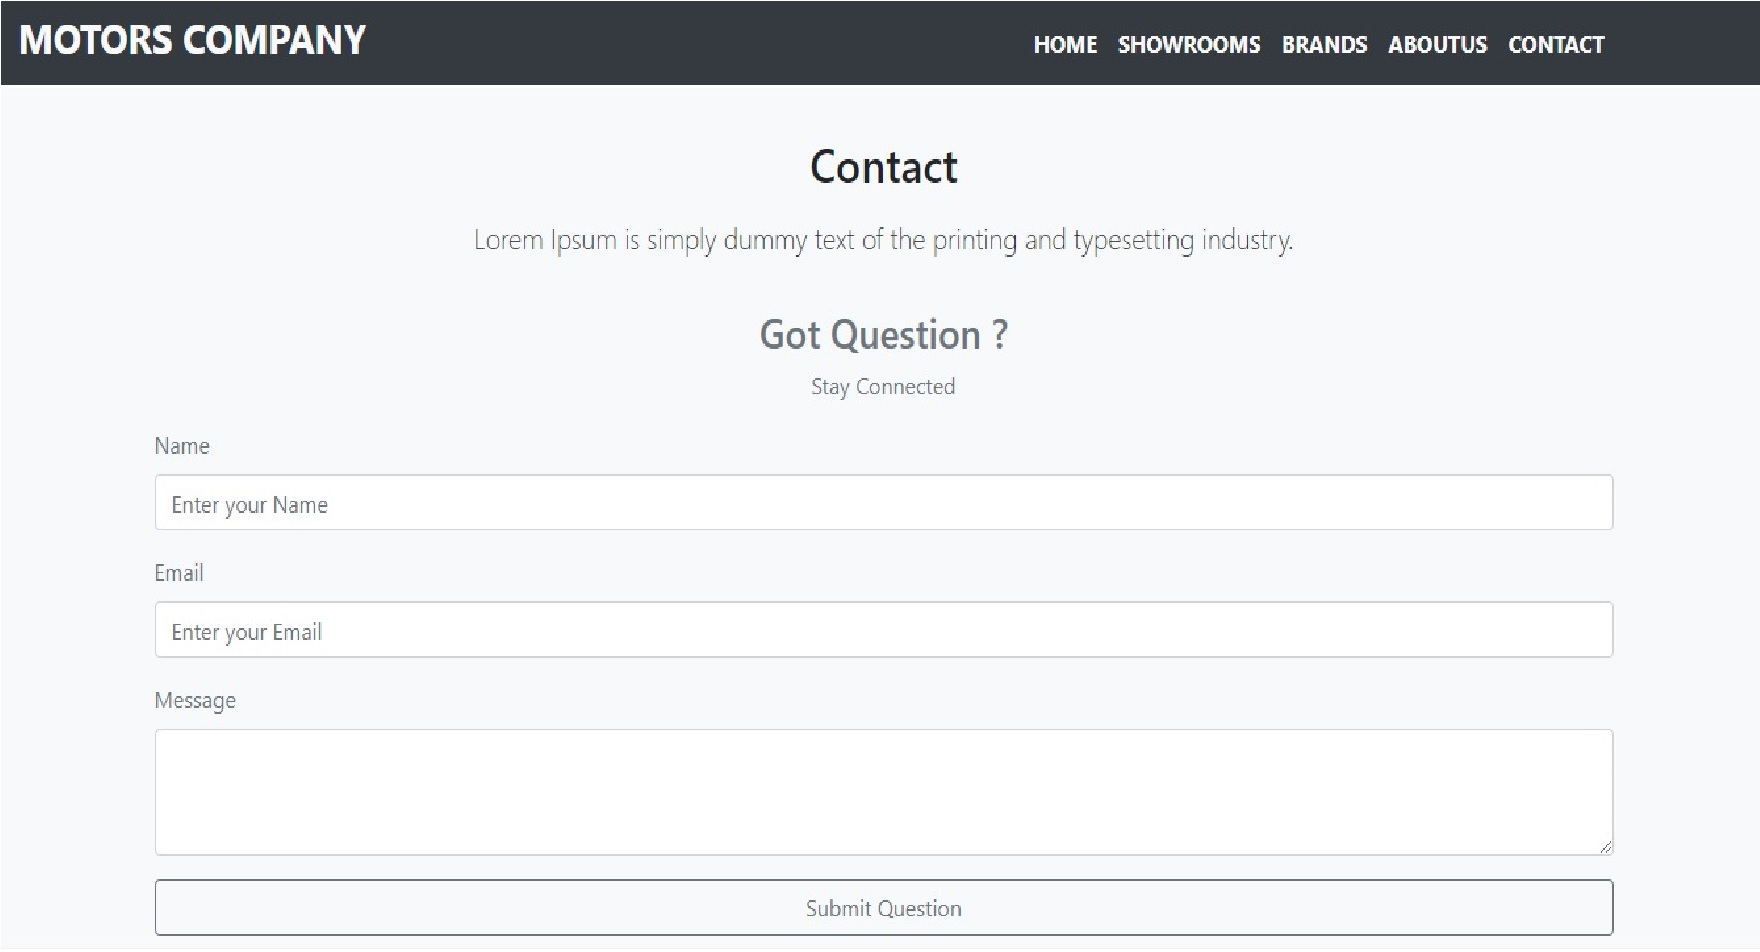 MOTORS COMPANY
HOME SHOWROOMS BRANDS ABOUTUS CONTACT
Contact
Lorem Ipsum is simply dummy text of the printing and typesetting industry.
Got Question ?
Stay Connected
Name
Enter your Name
Email
Enter your Email
Message
Submit Question